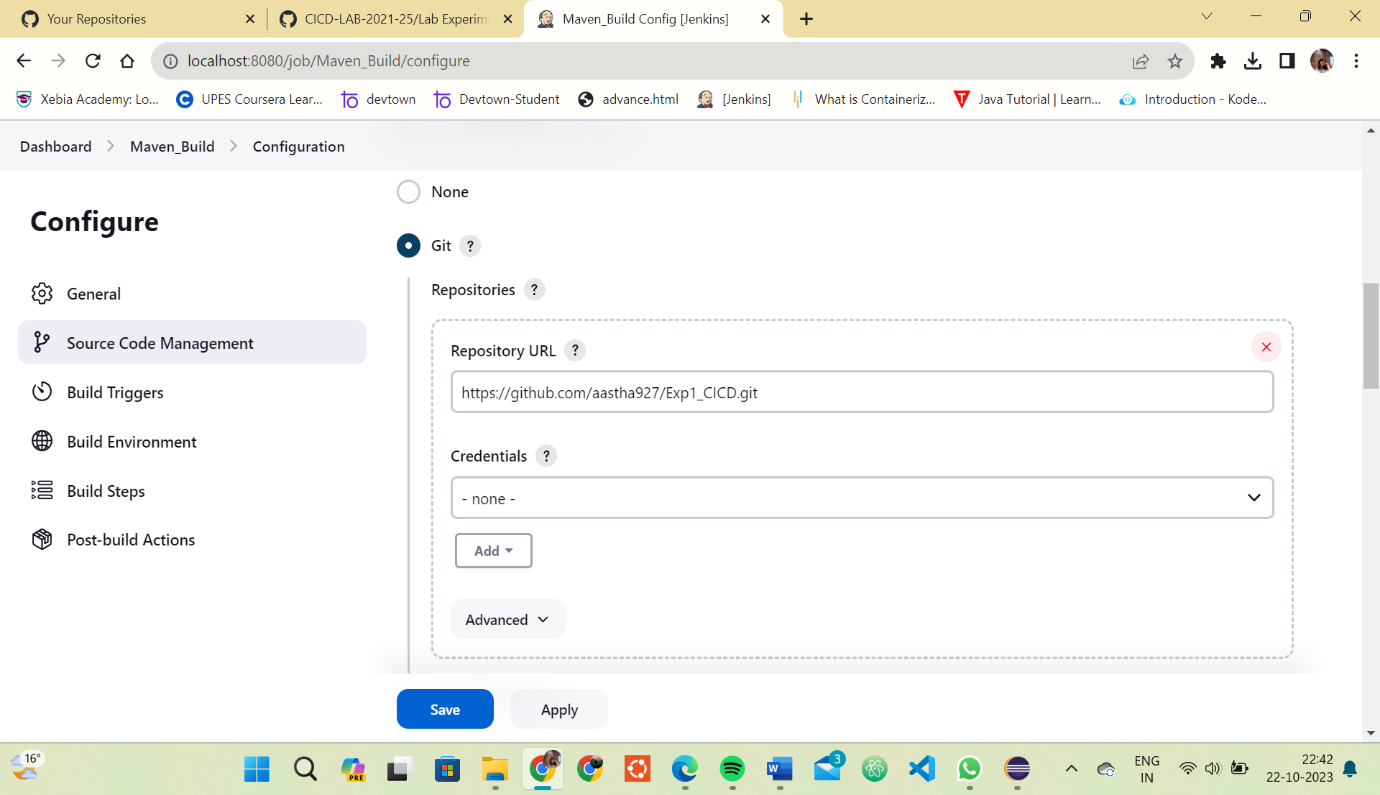 Your Repositories
CICD-LAB-2021-25/Lab Experim
Maven_Build Config [Jenkins]
localhost:8080/job/Maven_Build/configure
Xebia Academy: Lo...
UPES Coursera Lear...
devtown
Devtown-Student
advance.html
[Jenkins]
What is Containeriz...
Java Tutorial | Learn...
Introduction - Kode...
Dashboard > Maven_Build > Configuration
Configure
General
Source Code Management
Build Triggers
Build Environment
Build Steps
Post-build Actions
None
Git ?
Repositories ?
Repository URL ?
https://github.com/aastha927/Exp1_CICD.git
Credentials ?
- none -
Add
Advanced
Save
Apply
16°
PRE
3
ENG
IN
22:42
22-10-2023